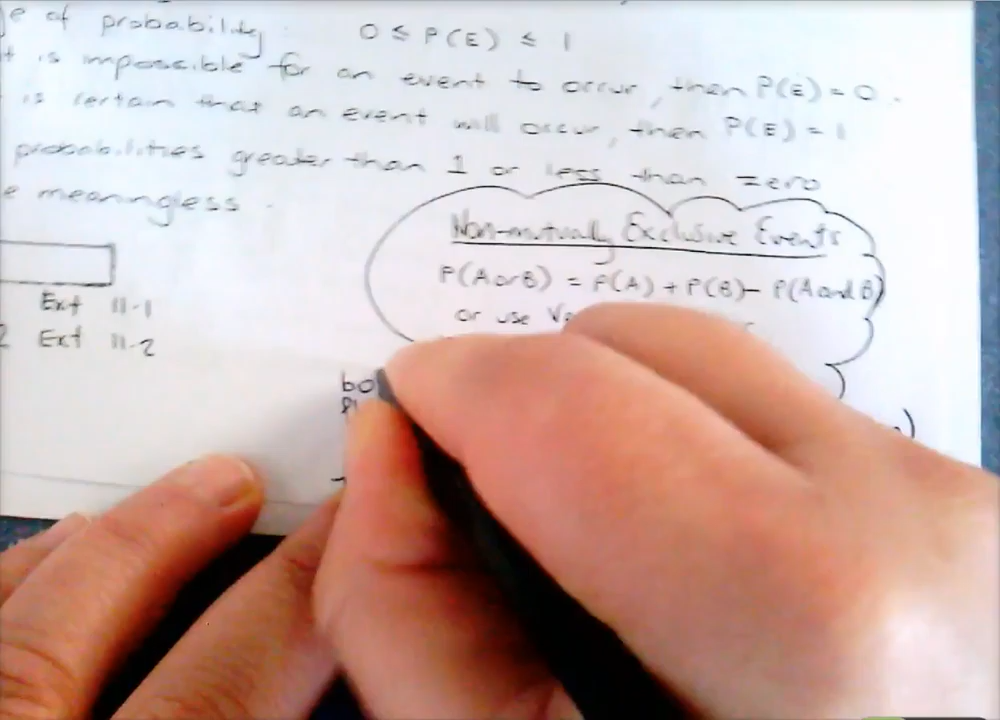 of probability 0 ≤ P(E) ≤ 1
is impossible for an event to occur, then P(E) = 0.
is certain that an event will occur, then P(E) = 1
probabilities greater than 1 or less than zero
meaningless.
Non-mutually Exclusive Events
P(A or B) = P(A) + P(B) - P(A and B)
or use
Ext 11.1
2 Ext 11.2
bo